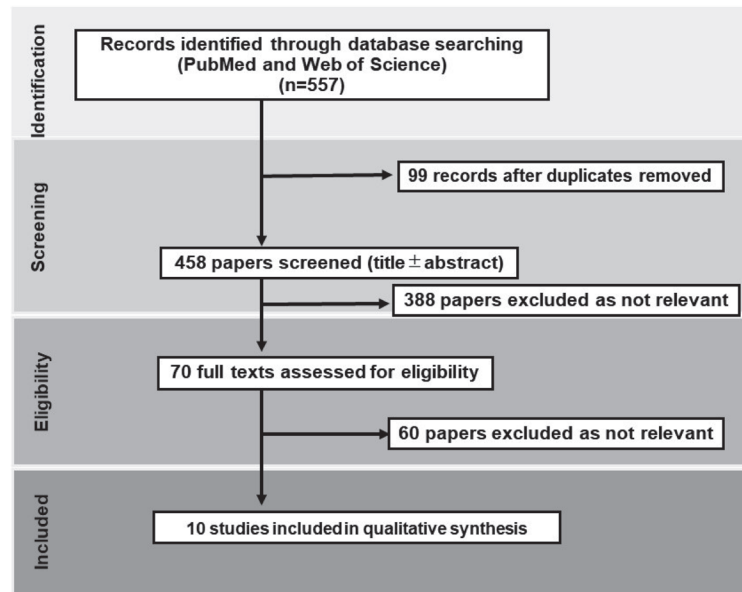 Identification
Records identified through database searching
(PubMed and Web of Science)
(n=557)
Screening
99 records after duplicates removed
458 papers screened (title ± abstract)
388 papers excluded as not relevant
Eligibility
70 full texts assessed for eligibility
60 papers excluded as not relevant
Included
10 studies included in qualitative synthesis